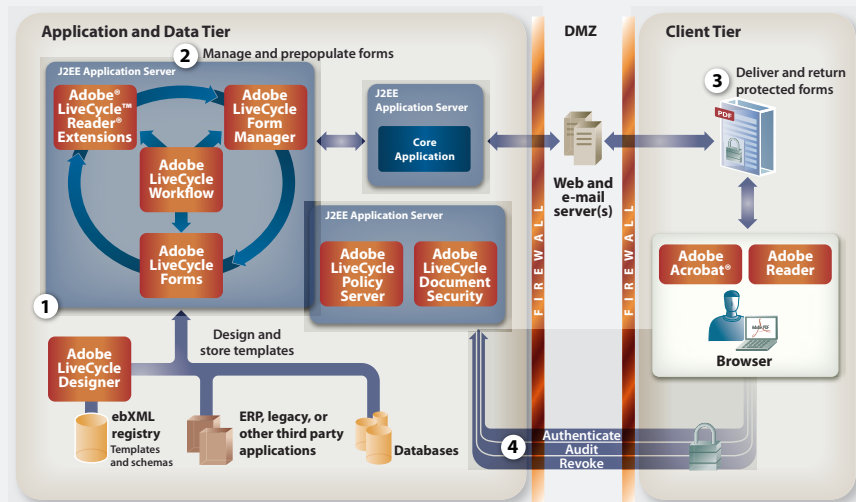 Application and Data Tier
2 Manage and prepopulate forms
J2EE Application Server
Adobe®
LiveCycle™
Reader®
Extensions
Adobe
LiveCycle
Form
Manager
Adobe
LiveCycle
Workflow
Adobe
LiveCycle
Forms
1
J2EE
Application Server
Core
Application
J2EE Application Server
Adobe
LiveCycle
Policy
Server
Adobe
LiveCycle
Document
Security
Design and
store templates
Adobe
LiveCycle
Designer
ebXML
registry
Templates
and schemas
ERP, legacy, or
other third party
applications
Databases
FIREWALL
DMZ
Web and
e-mail
server(s)
FIREWALL
Client Tier
3 Deliver and return
protected forms
PDF
Adobe
Acrobat®
Adobe
Reader
Browser
4
Authenticate
Audit
Revoke